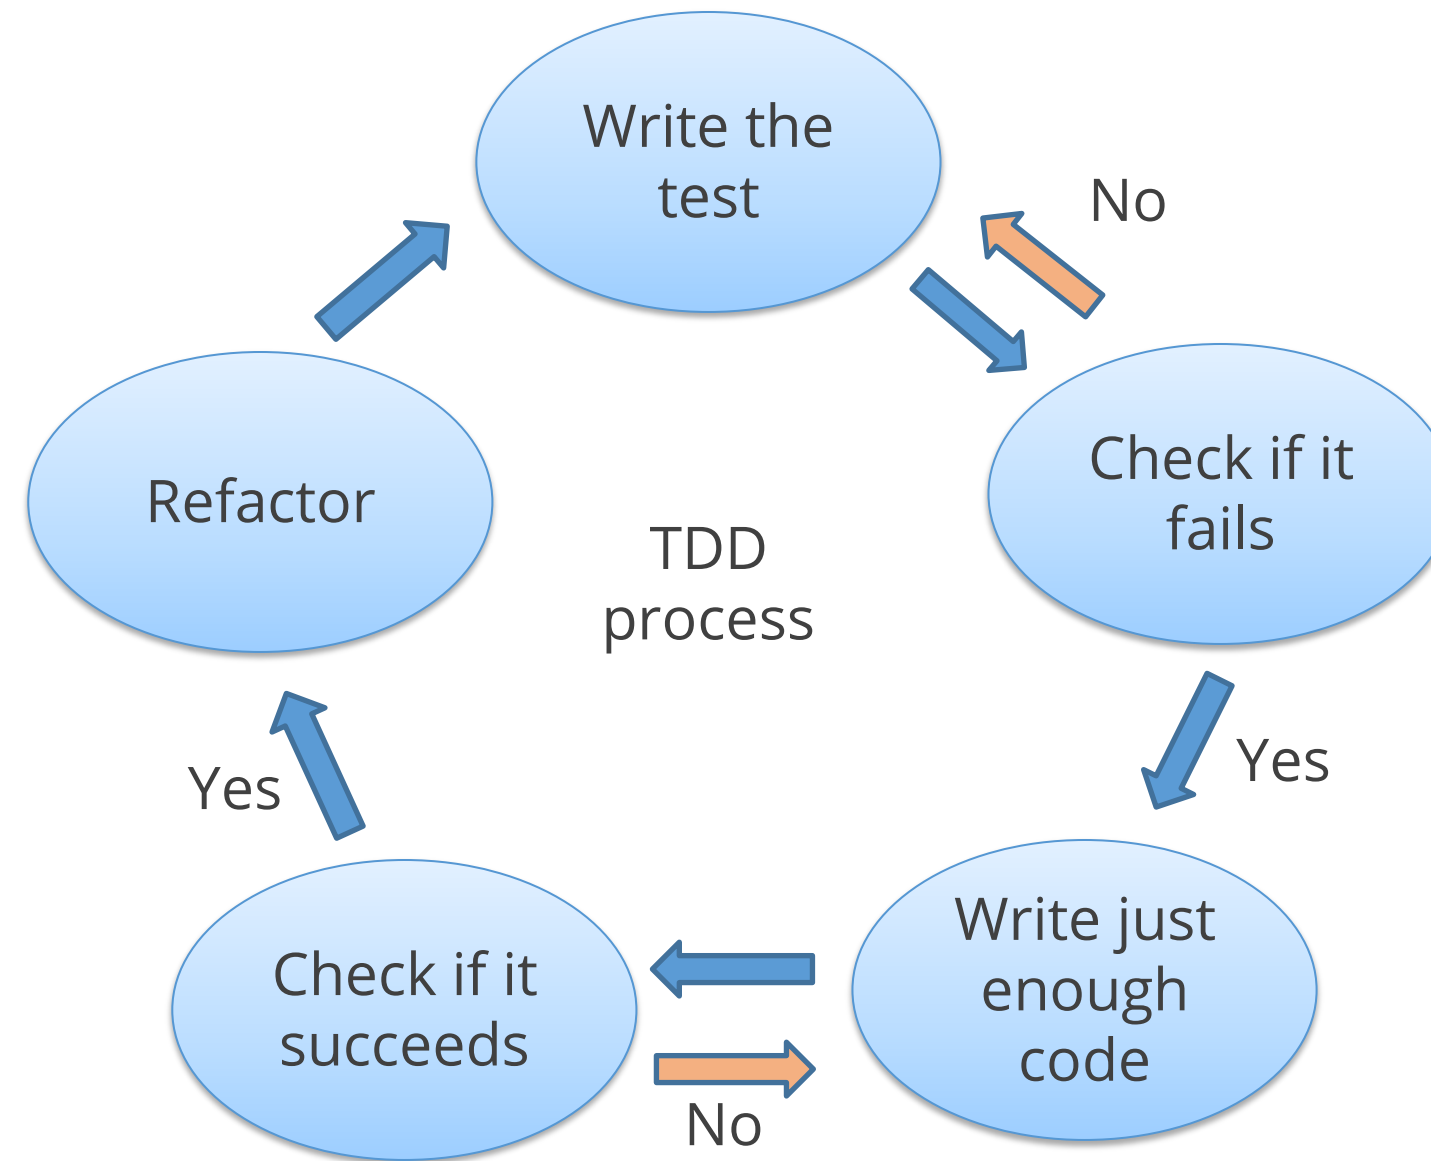 Write the
test
No
Check if it
fails
Refactor
TDD
process
Yes
Yes
Write just
enough
code
Check if it
succeeds
No